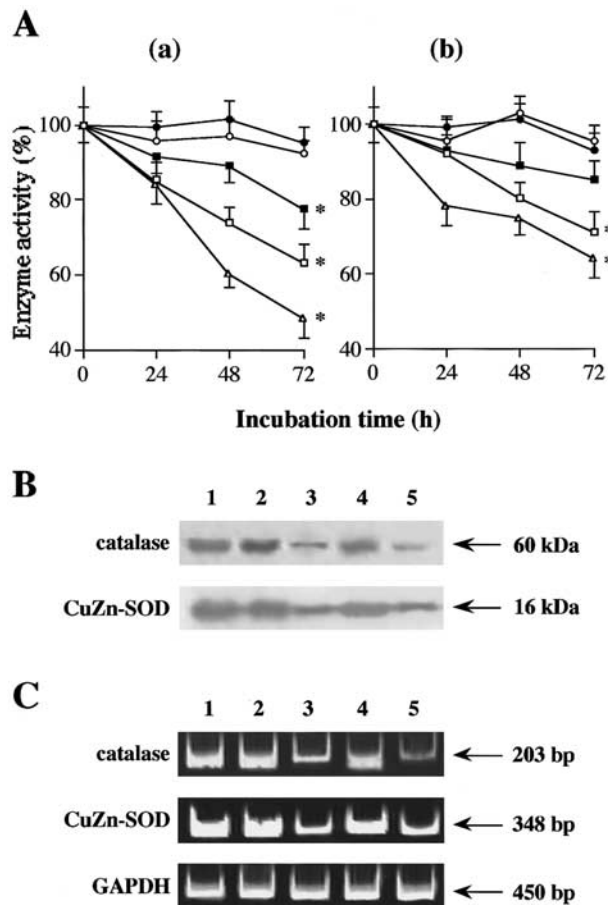 A
(a) (b)
Enzyme activity (%)
100
80
60
40
0 24 48 72
*
*
*
100
80
60
40
0 24 48 72
*
*
Incubation time (h)
B
1 2 3 4 5
catalase 60 kDa
CuZn-SOD 16 kDa
C
1 2 3 4 5
catalase 203 bp
CuZn-SOD 348 bp
GAPDH 450 bp